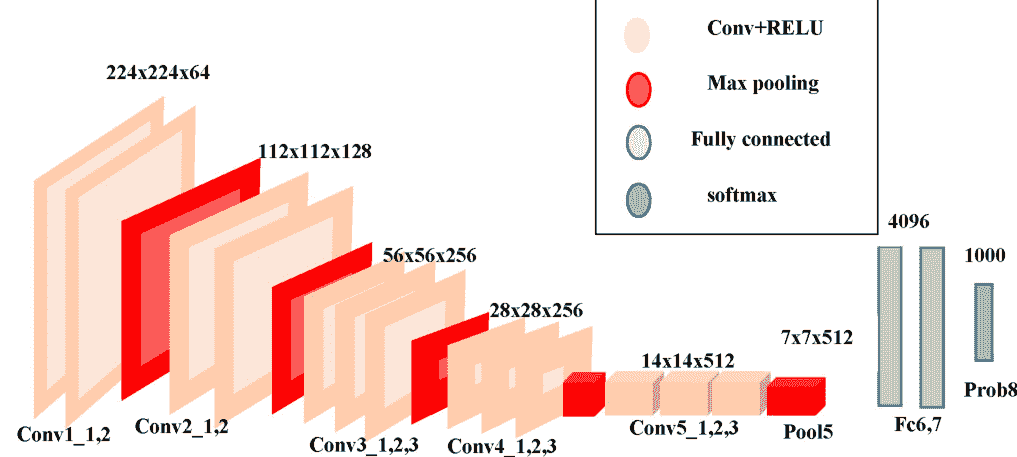 Conv+RELU
Max pooling
Fully connected
softmax
224x224x64
112x112x128
56x56x256
28x28x256
14x14x512
7x7x512
4096
1000
Conv1_1,2
Conv2_1,2
Conv3_1,2,3
Conv4_1,2,3
Conv5_1,2,3
Pool5
Fc6,7
Prob8